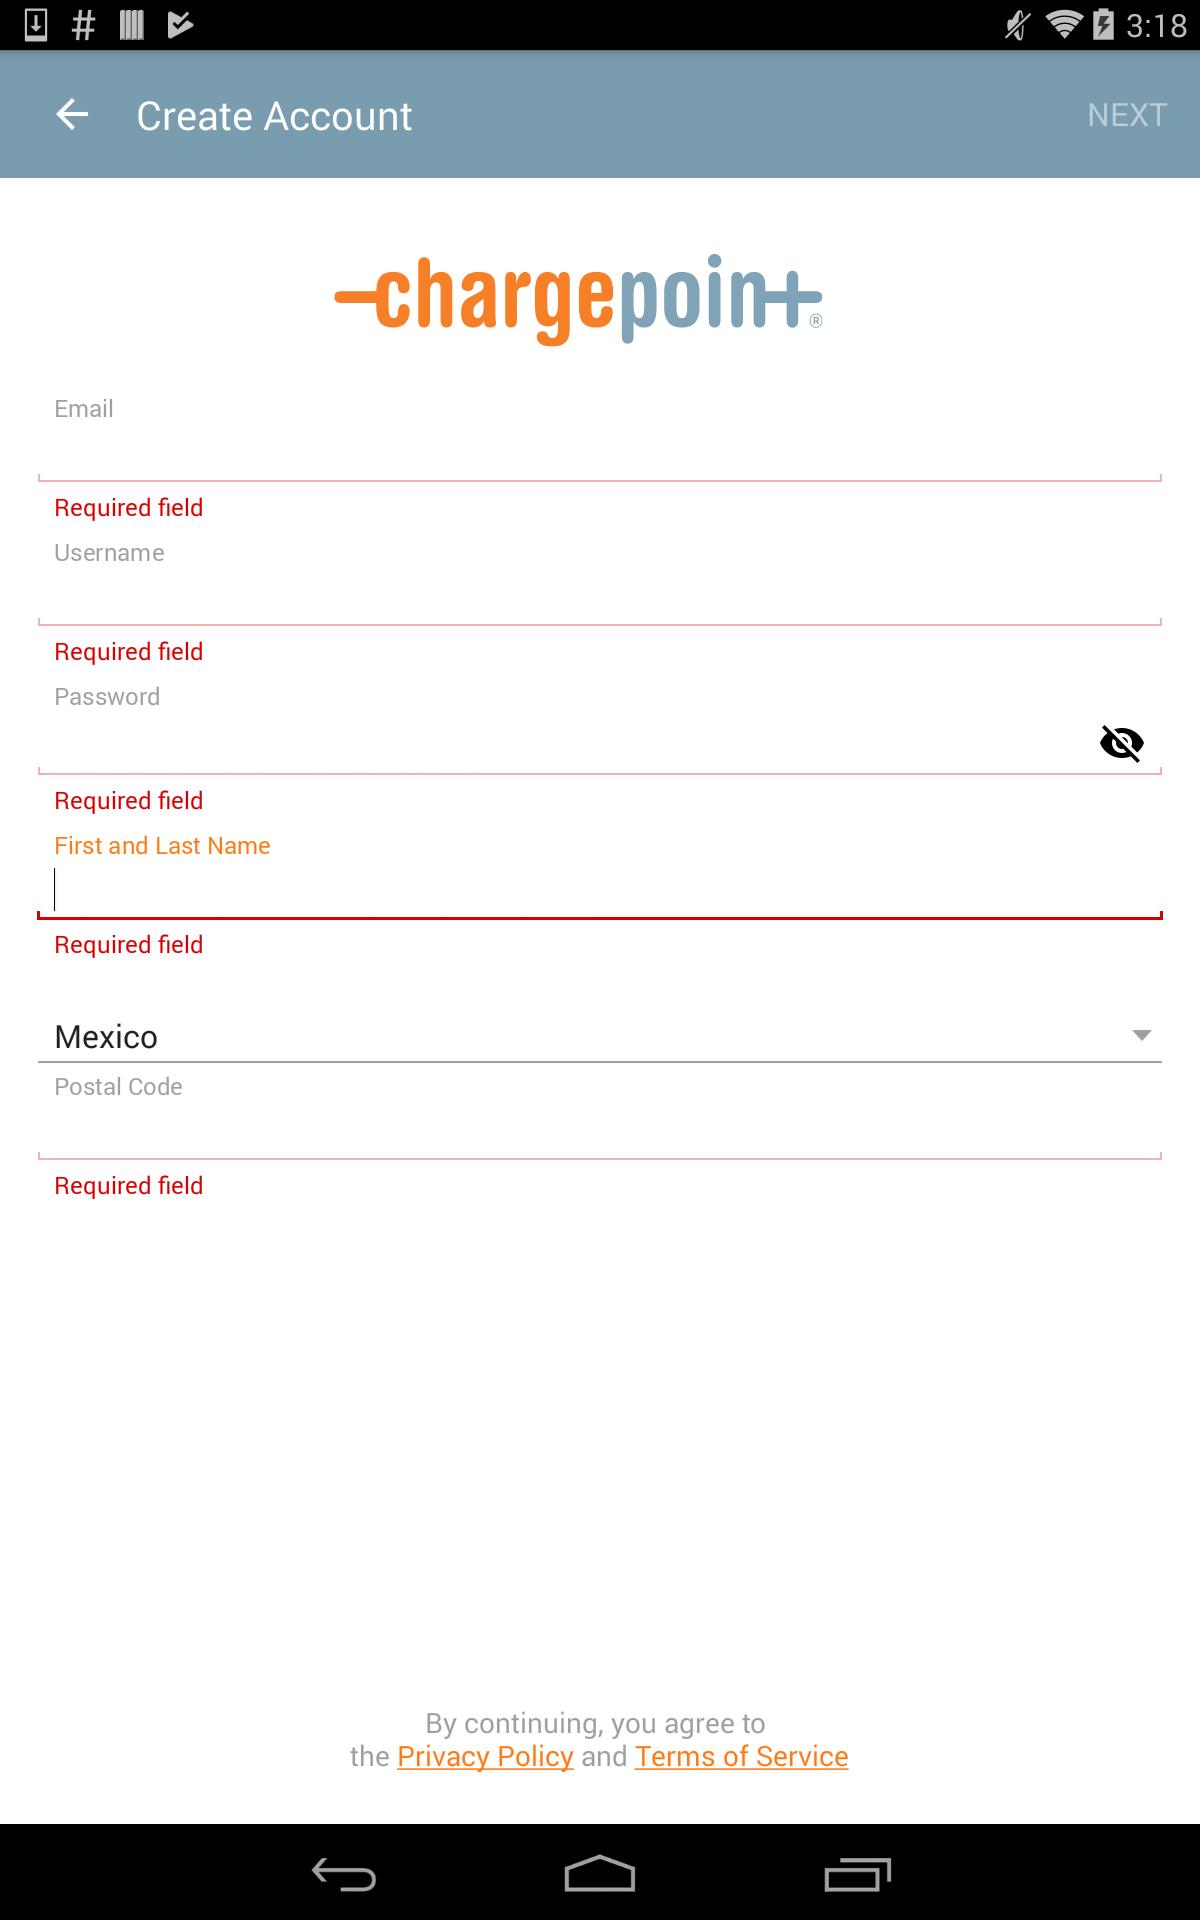 3:18
Create Account
NEXT
chargepoint®
Email
Required field
Username
Required field
Password
Required field
First and Last Name
Required field
Mexico
Postal Code
Required field
By continuing, you agree to
the Privacy Policy and Terms of Service